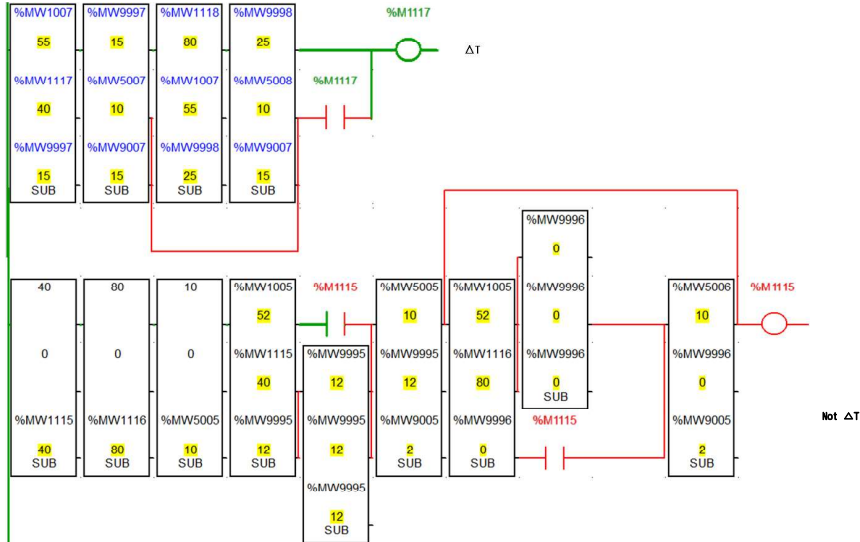 %MW1007 %MW9997 %MW1118 %MW9998 %M1117
55 15 80 25 ΔT
%MW1117 %MW5007 %MW1007 %MW5008 %M1117
40 10 55 10
%MW9997 %MW9007 %MW9998 %MW9007
15 15 25 15
SUB SUB SUB SUB
%MW9996
0
40 80 10 %MW1005 %M1115 %MW5005 %MW1005 %MW9996 %MW5006 %M1115
52 10 52 0 10
0 0 0 %MW1115 %MW9995 %MW9995 %MW1116 %MW9996 %MW9996
40 12 12 80 0 0
SUB
%MW1115 %MW1116 %MW5005 %MW9995 %MW9995 %MW9005 %MW9996 %M1115 %MW9005 Not ΔT
40 80 10 12 12 2 0 2
SUB SUB SUB SUB SUB SUB SUB
%MW9995
12
SUB